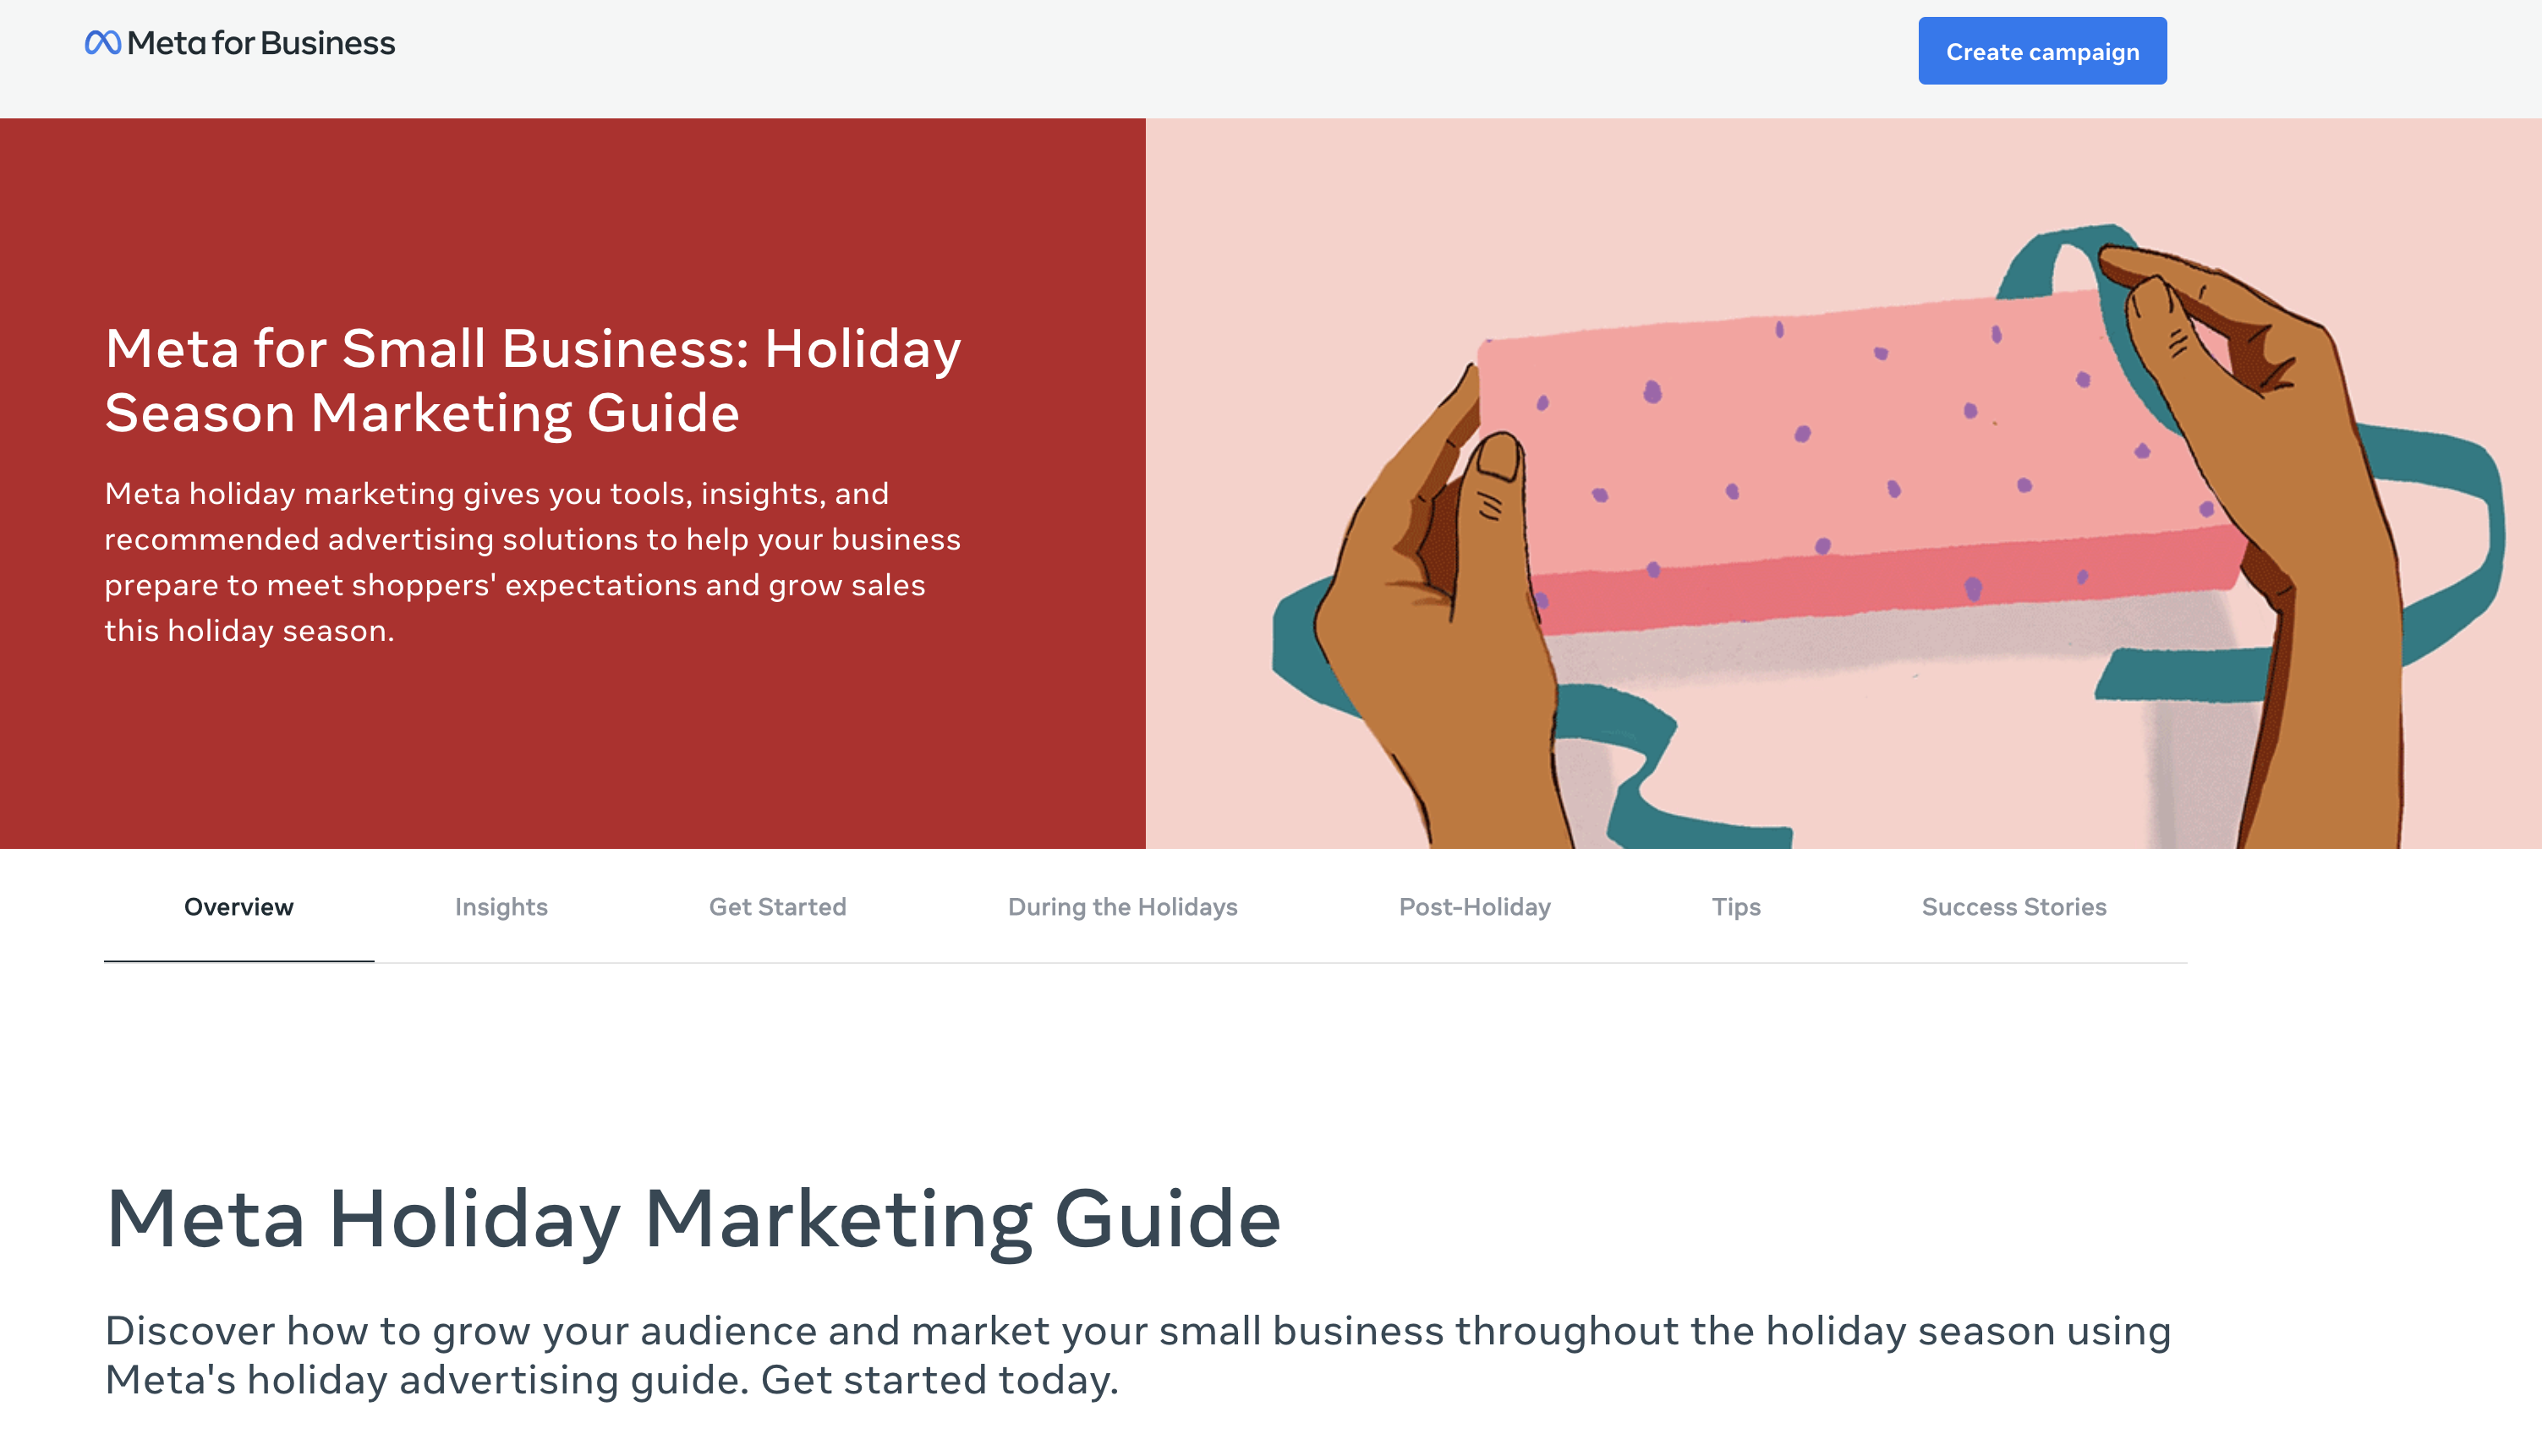 Meta for Business
Create campaign
Meta for Small Business: Holiday
Season Marketing Guide
Meta holiday marketing gives you tools, insights, and
recommended advertising solutions to help your business
prepare to meet shoppers' expectations and grow sales
this holiday season.
Overview
Insights
Get Started
During the Holidays
Post-Holiday
Tips
Success Stories
Meta Holiday Marketing Guide
Discover how to grow your audience and market your small business throughout the holiday season using
Meta's holiday advertising guide. Get started today.